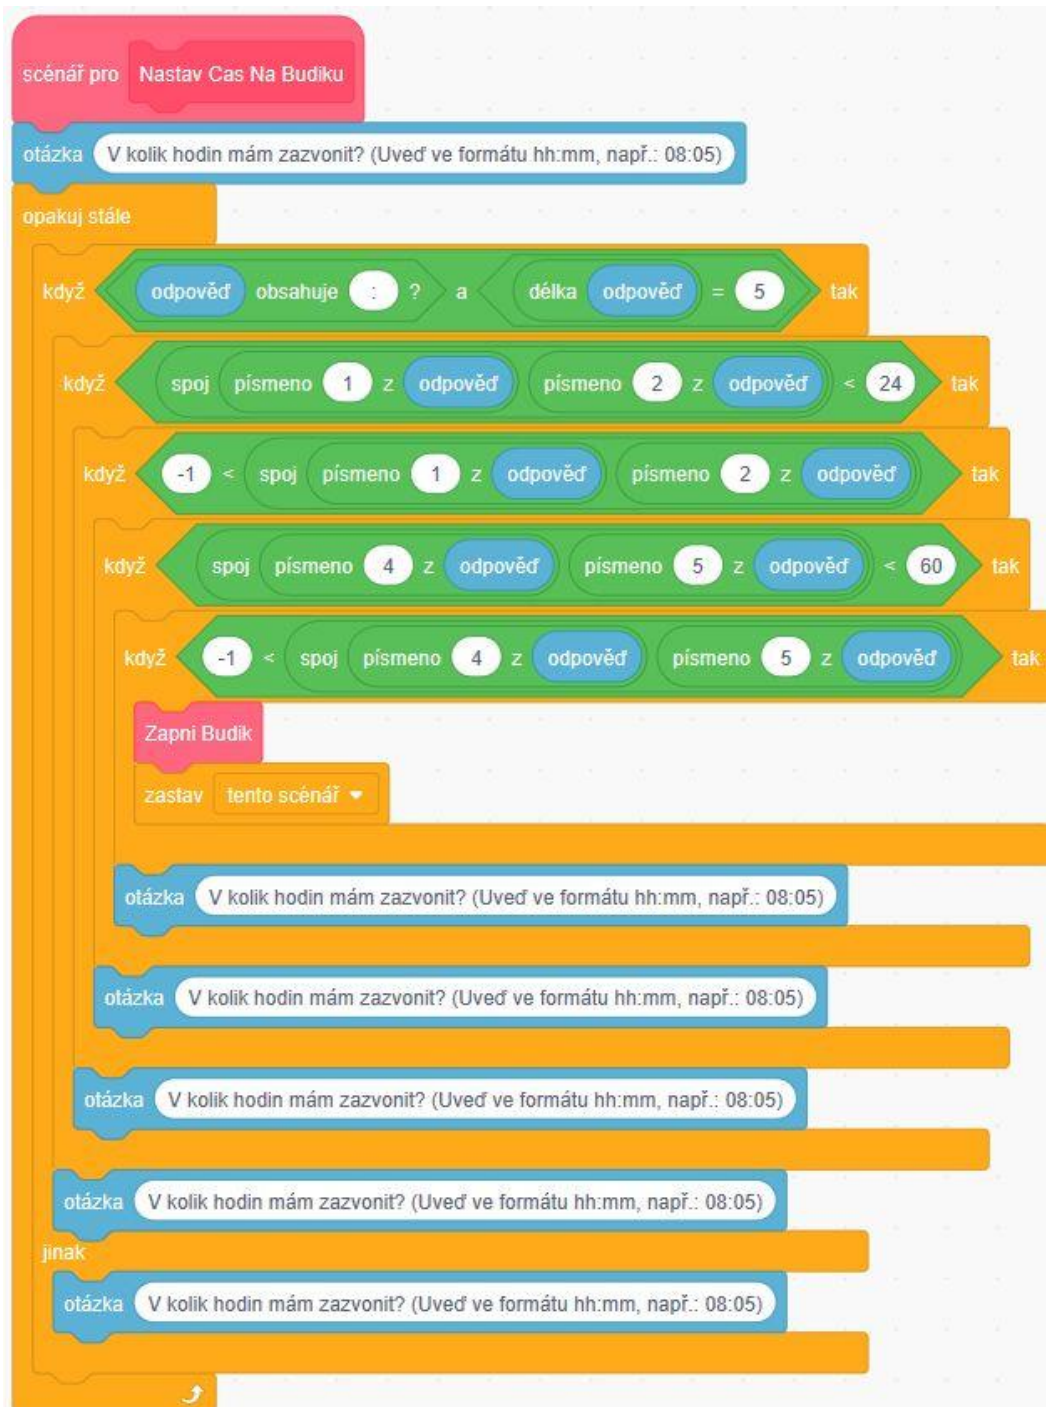 scénář pro Nastav Cas Na Budiku
otázka V kolik hodin mám zazvonit? (Uveď ve formátu hh:mm, např.: 08:05)
opakuj stále
když odpověď obsahuje : ? a délka odpověď = 5 tak
když spoj písmeno 1 z odpověď písmeno 2 z odpověď < 24 tak
když -1 < spoj písmeno 1 z odpověď písmeno 2 z odpověď tak
když spoj písmeno 4 z odpověď písmeno 5 z odpověď < 60 tak
když -1 < spoj písmeno 4 z odpověď písmeno 5 z odpověď tak
Zapni Budik
zastav tento scénář
otázka V kolik hodin mám zazvonit? (Uveď ve formátu hh:mm, např.: 08:05)
otázka V kolik hodin mám zazvonit? (Uveď ve formátu hh:mm, např.: 08:05)
otázka V kolik hodin mám zazvonit? (Uveď ve formátu hh:mm, např.: 08:05)
otázka V kolik hodin mám zazvonit? (Uveď ve formátu hh:mm, např.: 08:05)
jinak
otázka V kolik hodin mám zazvonit? (Uveď ve formátu hh:mm, např.: 08:05)